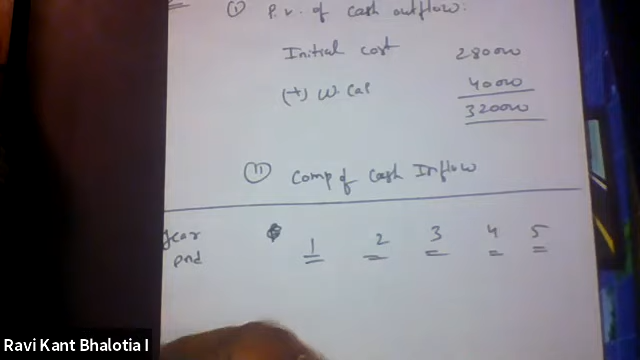 (i) P.V. of Cash outflow:
Initial cost 280000
(+) W. Cap 40000
320000
(ii) Comp of Cash Inflow
Year 1 2 3 4 5
Pnd
Ravi Kant Bhalotia I